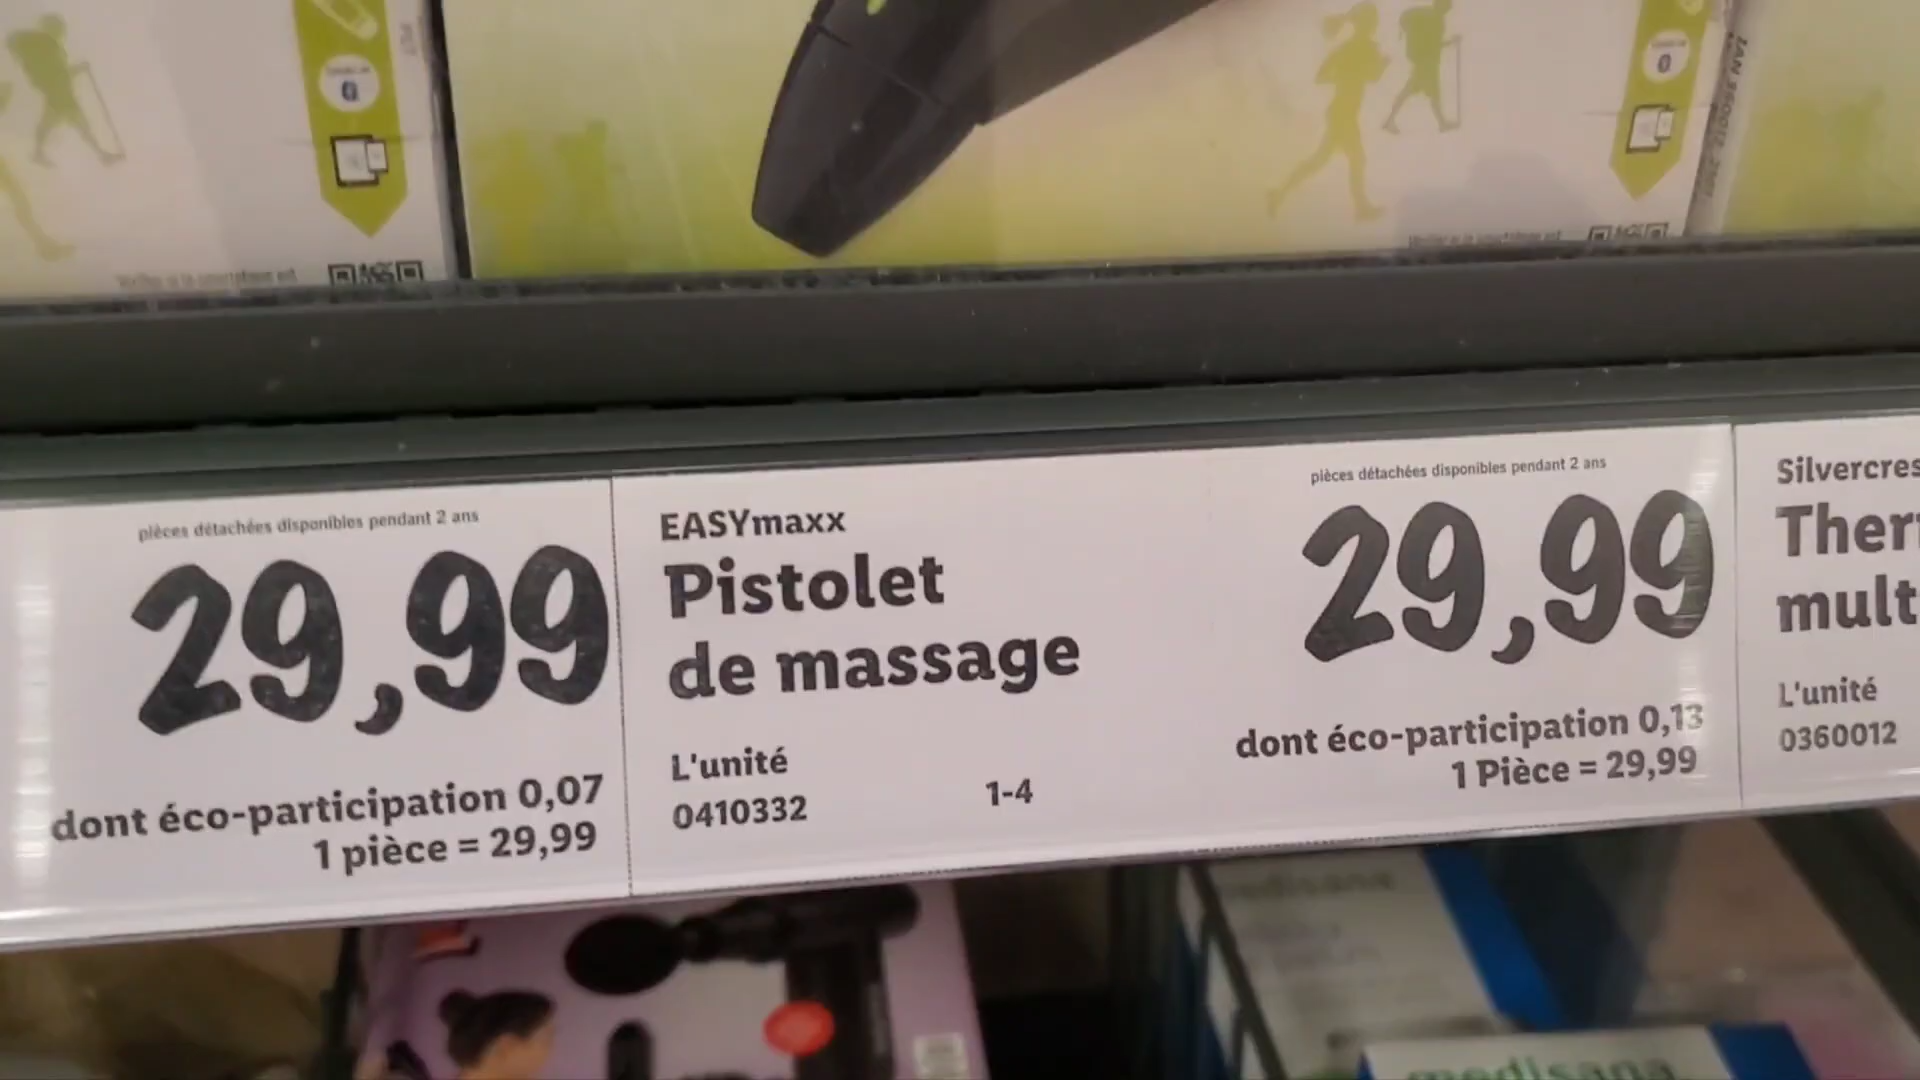 pièces détachées disponibles pendant 2 ans
29,99
dont éco-participation 0,07
1 pièce = 29,99
EASYmaxx
Pistolet
de massage
L'unité
0410332
1-4
pièces détachées disponibles pendant 2 ans
29,99
dont éco-participation 0,13
1 Pièce = 29,99
Silvercres
Ther
mult
L'unité
0360012
medisana
medisana